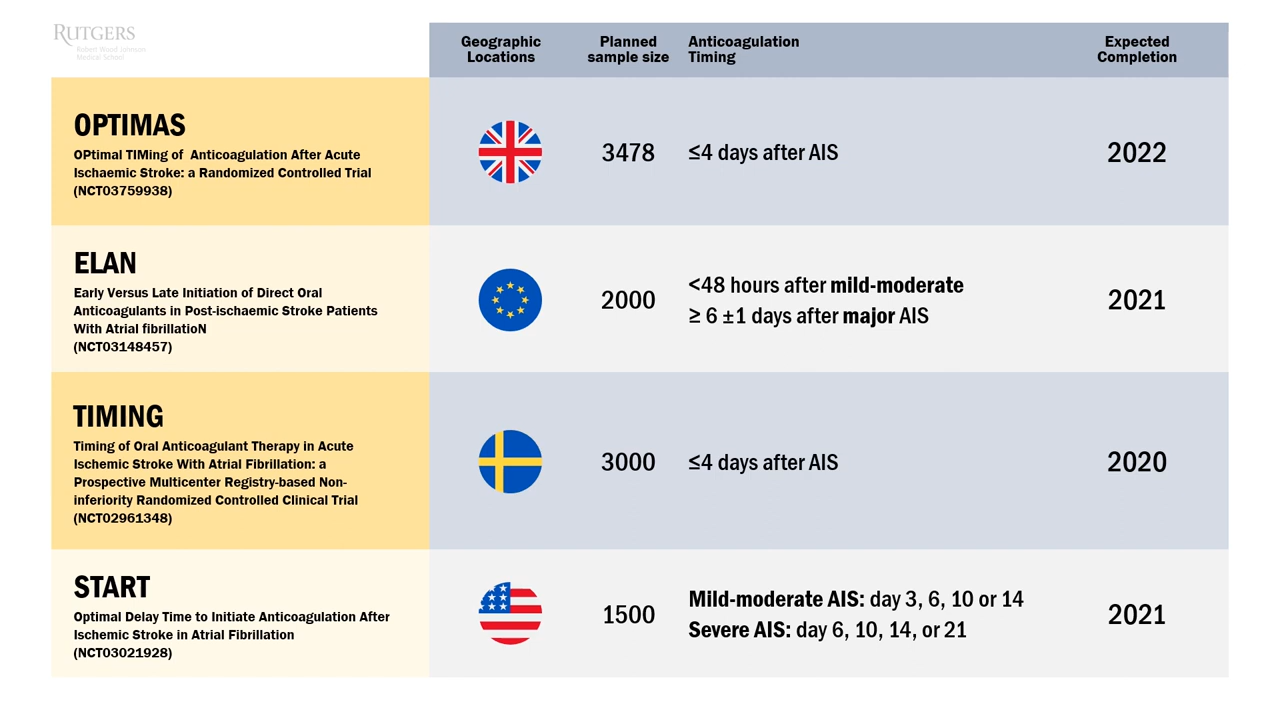 RUTGERS
Robert Wood Johnson
Medical School
Geographic
Locations
Planned
sample size
Anticoagulation
Timing
Expected
Completion
OPTIMAS
OPtimal TIMing of  Anticoagulation After Acute
Ischaemic Stroke: a Randomized Controlled Trial
(NCT03759938)
3478
≤4 days after AIS
2022
ELAN
Early Versus Late Initiation of Direct Oral
Anticoagulants in Post-ischaemic Stroke Patients
With Atrial fibrillatioN
(NCT03148457)
2000
<48 hours after mild-moderate
≥ 6 ±1 days after major AIS
2021
TIMING
Timing of Oral Anticoagulant Therapy in Acute
Ischemic Stroke With Atrial Fibrillation: a
Prospective Multicenter Registry-based Non-
inferiority Randomized Controlled Clinical Trial
(NCT02961348)
3000
≤4 days after AIS
2020
START
Optimal Delay Time to Initiate Anticoagulation After
Ischemic Stroke in Atrial Fibrillation
(NCT03021928)
1500
Mild-moderate AIS: day 3, 6, 10 or 14
Severe AIS: day 6, 10, 14, or 21
2021